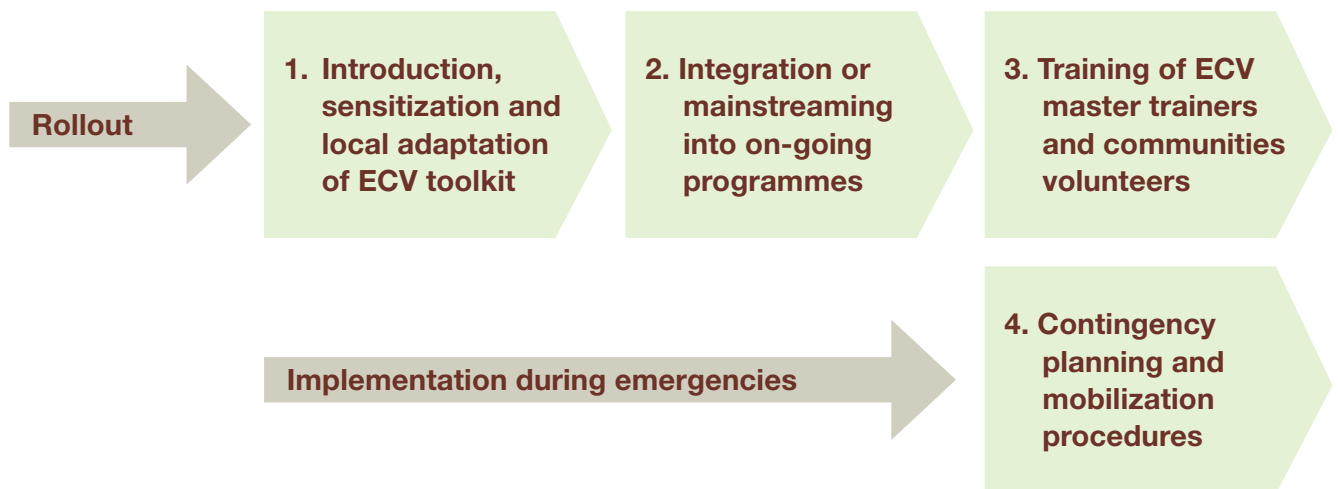 Rollout
1. Introduction,
sensitization and
local adaptation
of ECV toolkit
2. Integration or
mainstreaming
into on-going
programmes
3. Training of ECV
master trainers
and communities
volunteers
Implementation during emergencies
4. Contingency
planning and
mobilization
procedures